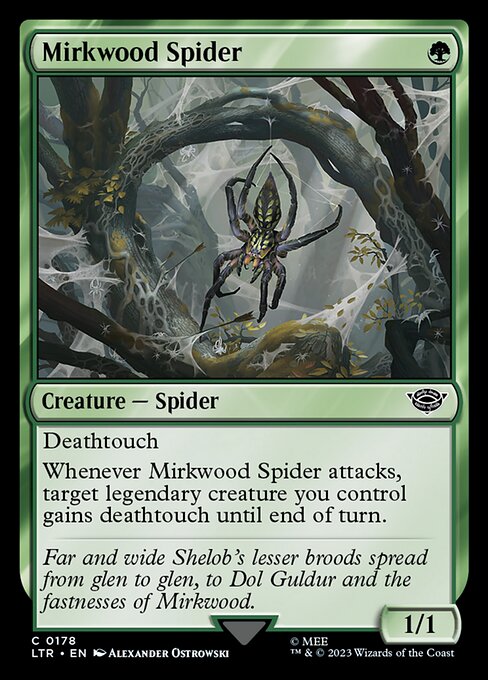 Mirkwood Spider
Creature — Spider
Deathtouch
Whenever Mirkwood Spider attacks,
target legendary creature you control
gains deathtouch until end of turn.
Far and wide Shelob's lesser broods spread
from glen to glen, to Dol Guldur and the
fastnesses of Mirkwood.
1/1
C 0178
LTR • EN Alexander Ostrowski
© MEE
™ & © 2023 Wizards of the Coast